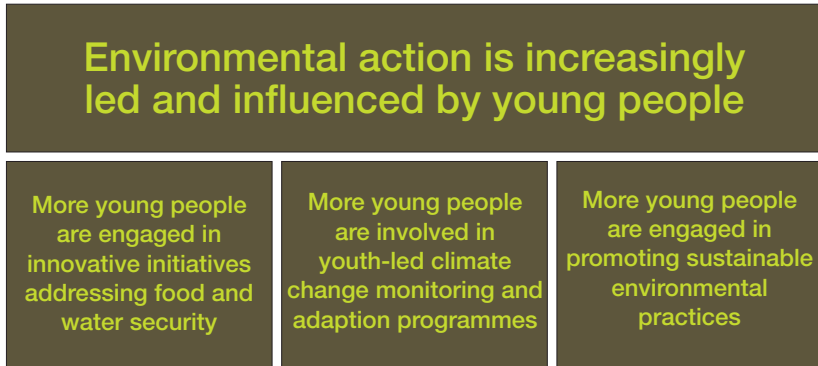 Environmental action is increasingly
led and influenced by young people
More young people
are engaged in
innovative initiatives
addressing food and
water security
More young people
are involved in
youth-led climate
change monitoring and
adaption programmes
More young people
are engaged in
promoting sustainable
environmental
practices